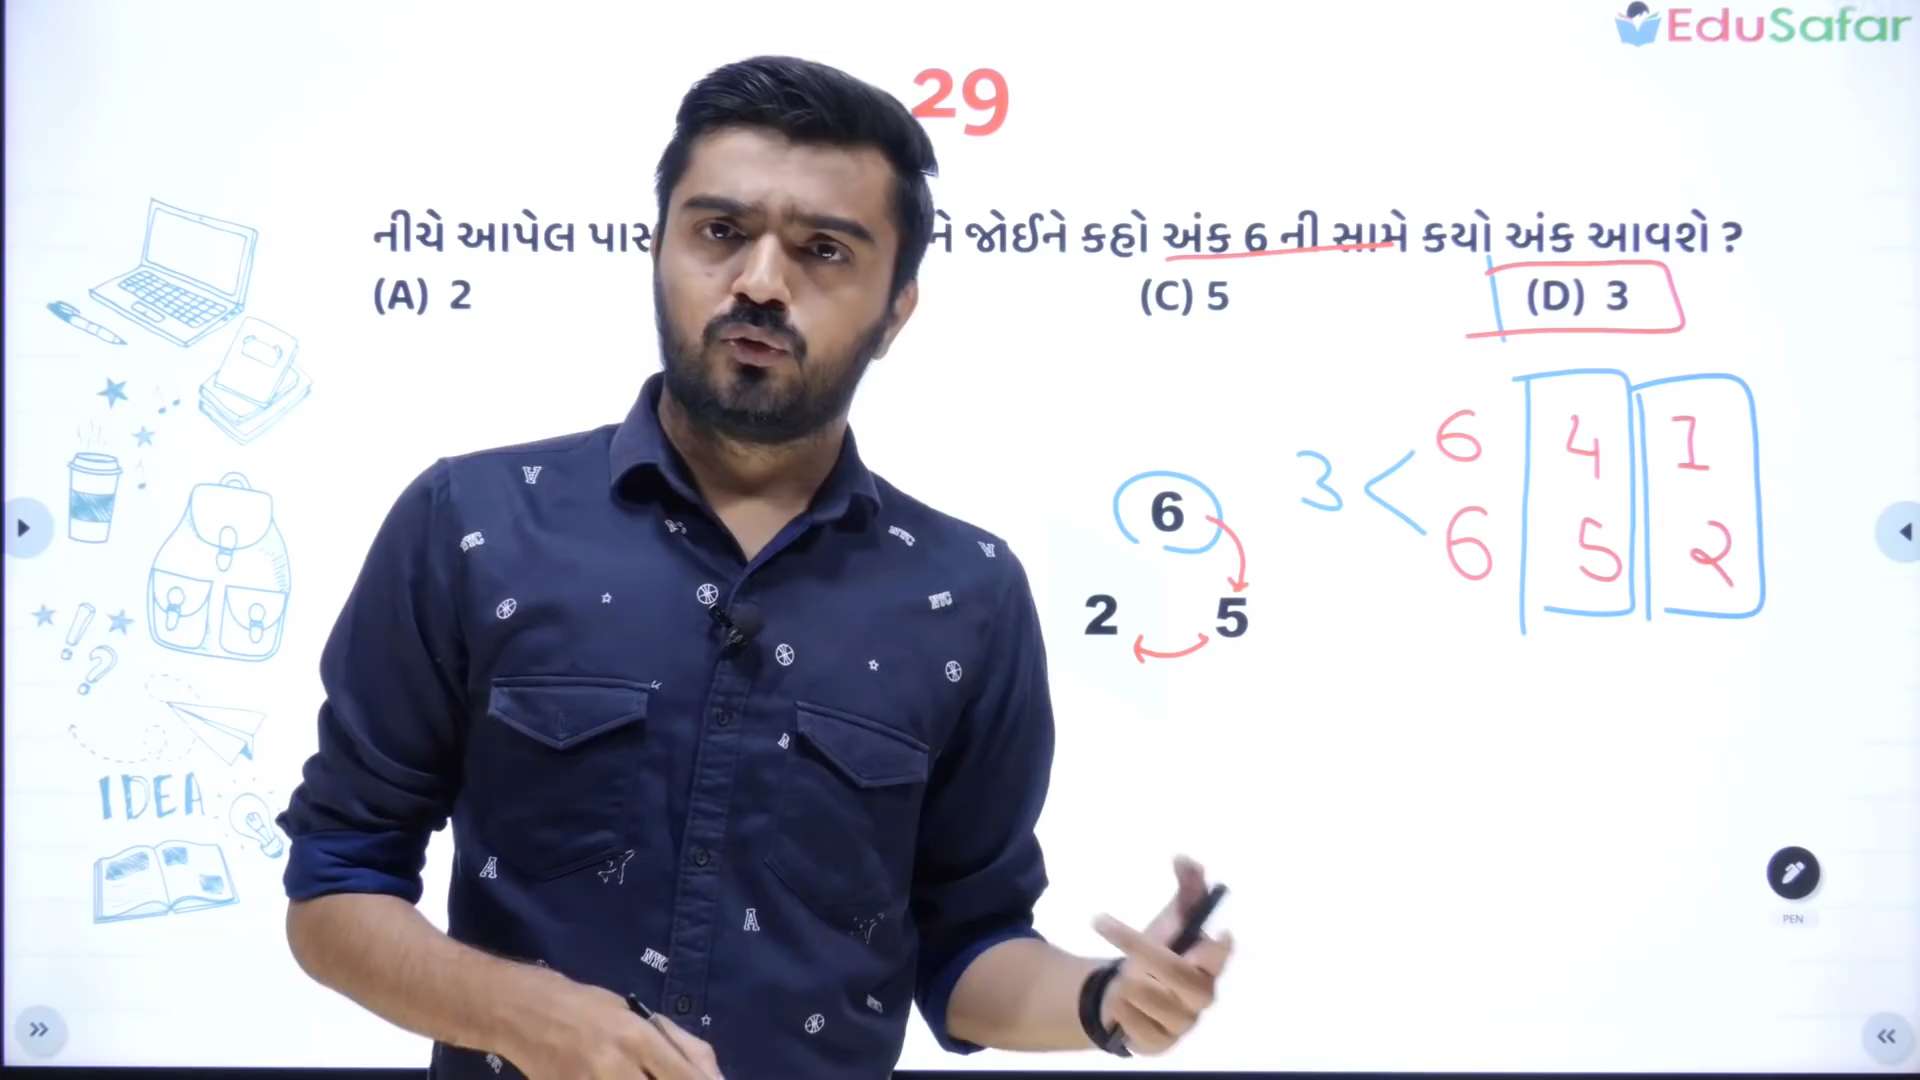 EduSafar
29
નીચે આપેલ જોઈને કહો અંક 6 ની સામે કયો અંક આવશે ?
(A) 2
(C) 5
(D) 3
6 4 1
3 <
6 5 2
6
2 5
IDEA
PEN